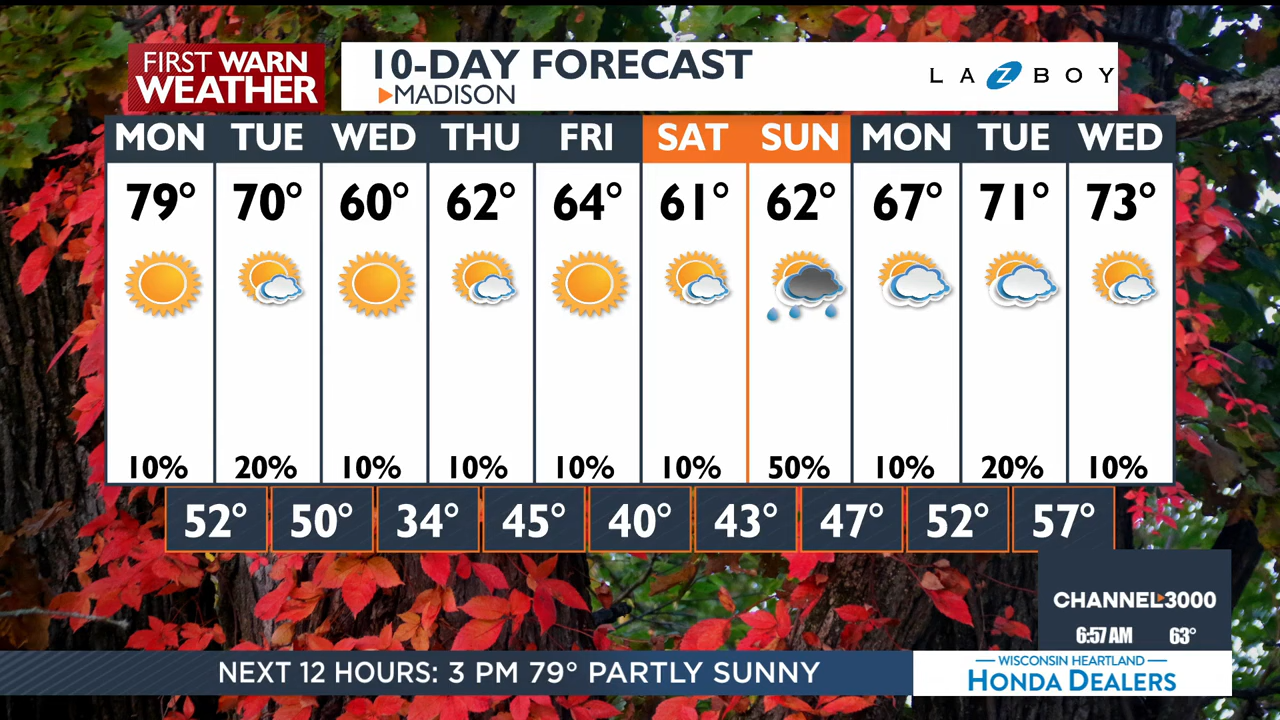 FIRST WARN
WEATHER
10-DAY FORECAST
MADISON
LA Z BOY
MON TUE WED THU FRI SAT SUN MON TUE WED
79° 70° 60° 62° 64° 61° 62° 67° 71° 73°
10% 20% 10% 10% 10% 10% 50% 10% 20% 10%
52° 50° 34° 45° 40° 43° 47° 52° 57°
CHANNEL3000
6:57 AM 63°
NEXT 12 HOURS: 3 PM 79° PARTLY SUNNY
WISCONSIN HEARTLAND
HONDA DEALERS